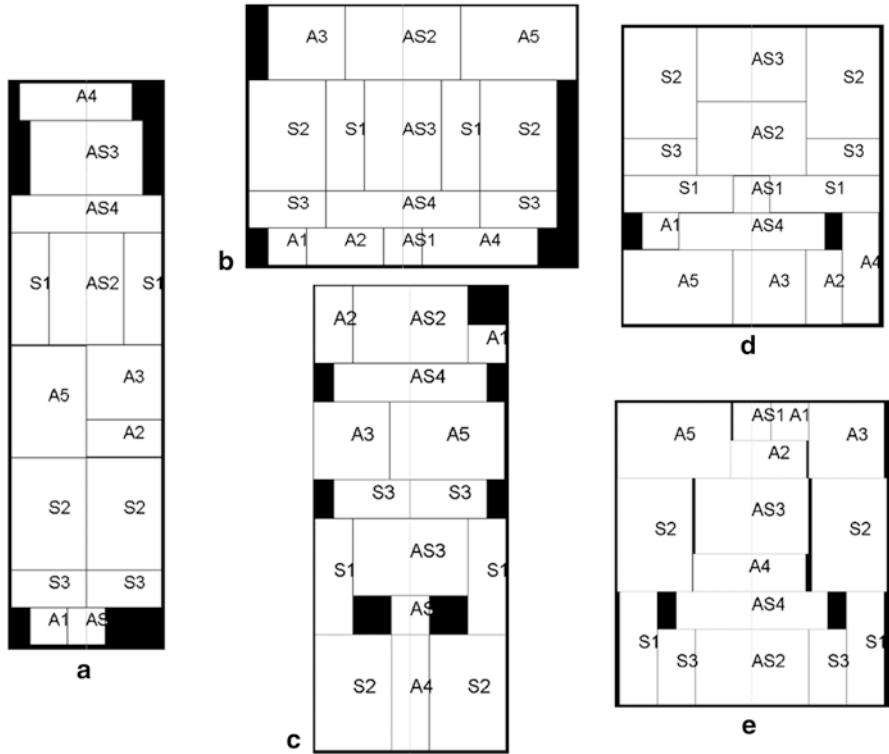 A4
AS3
AS4
S1 AS2 S1
A5 A3
A2
S2 S2
S3 S3
A1 AS
a
A3 AS2 A5
S2 S1 AS3 S1 S2
S3 AS4 S3
A1 A2 AS1 A4
b
A2 AS2 A1
AS4
A3 A5
S3 S3
S1 AS3 S1
AS
S2 A4 S2
c
S2 AS3 S2
AS2
S3 S3
S1 AS1 S1
A1 AS4
A5 A3 A2 A4
d
A5 AS1 A1 A3
A2
S2 AS3 S2
A4
AS4
S1 S3 AS2 S3 S1
e